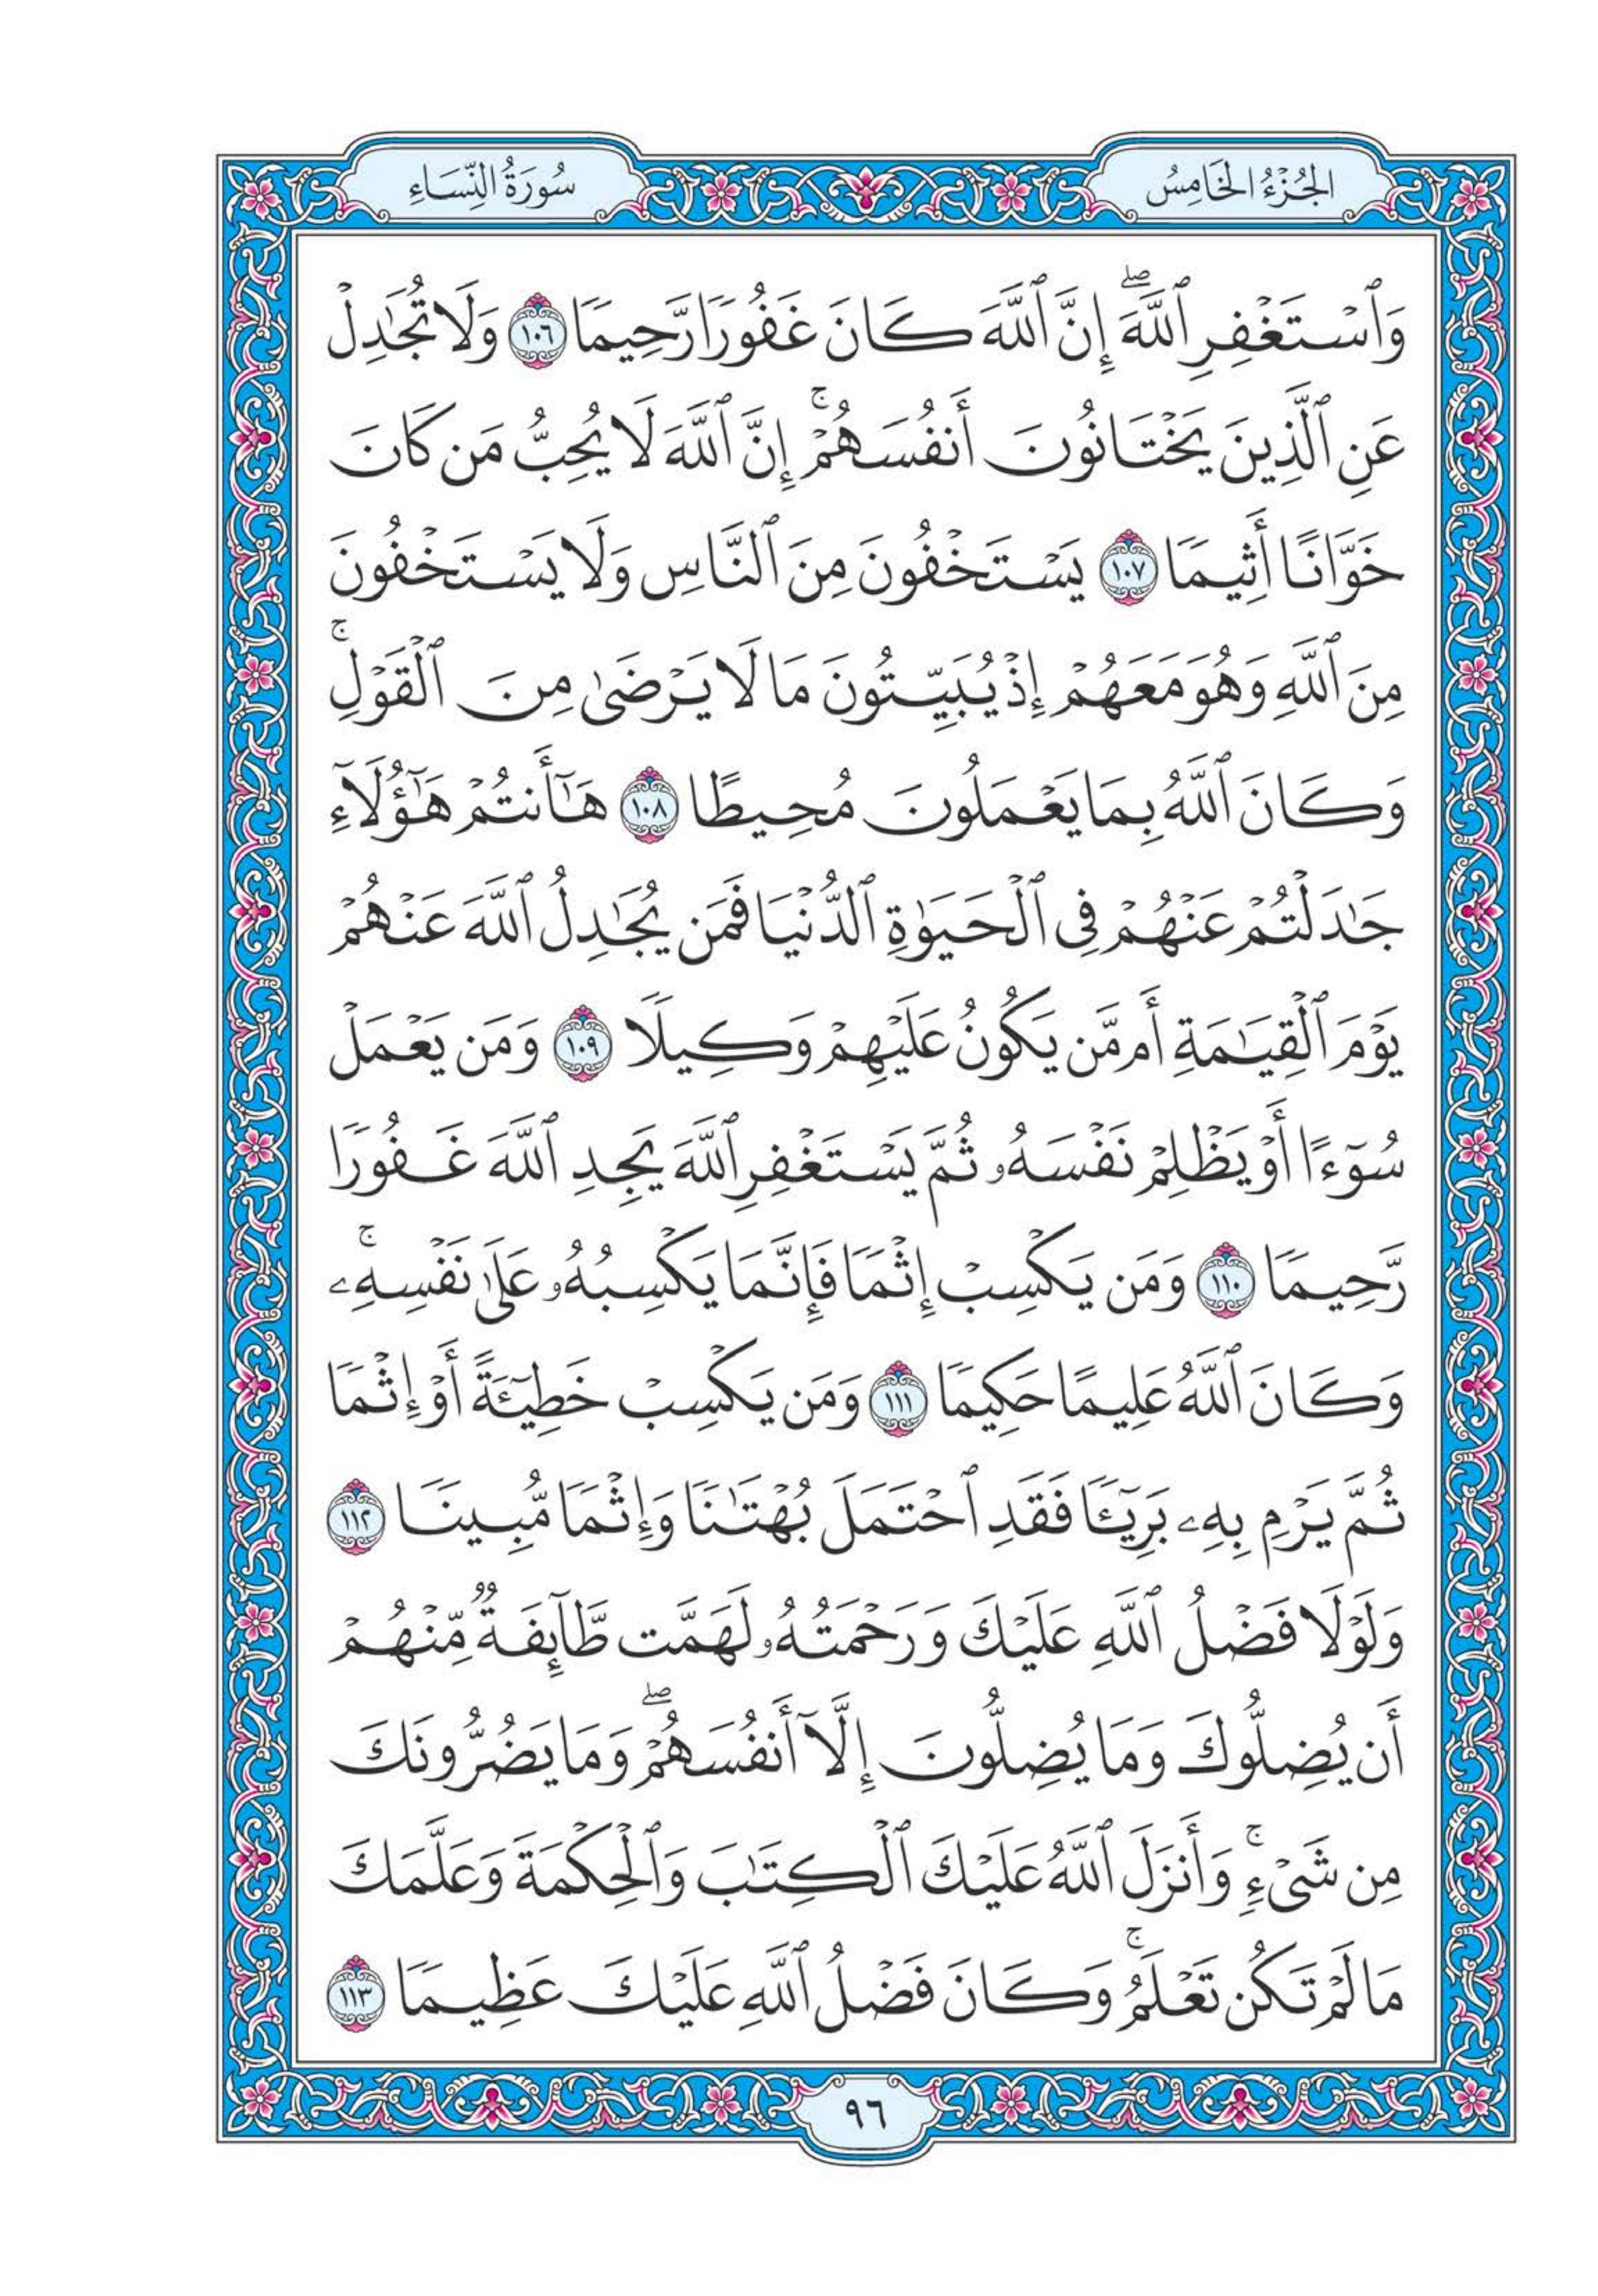 الجُزْءُ الخَامِسُ
سُورَةُ النِّسَاءِ
وَٱسْتَغْفِرِ ٱللَّهَۖ إِنَّ ٱللَّهَ كَانَ غَفُورٗا رَّحِيمٗا ١٠٦ وَلَا تُجَٰدِلْ
عَنِ ٱلَّذِينَ يَخْتَانُونَ أَنفُسَهُمْۚ إِنَّ ٱللَّهَ لَا يُحِبُّ مَن كَانَ
خَوَّانًا أَثِيمٗا ١٠٧ يَسْتَخْفُونَ مِنَ ٱلنَّاسِ وَلَا يَسْتَخْفُونَ
مِنَ ٱللَّهِ وَهُوَ مَعَهُمْ إِذْ يُبَيِّتُونَ مَا لَا يَرْضَىٰ مِنَ ٱلْقَوْلِۚ
وَكَانَ ٱللَّهُ بِمَا يَعْمَلُونَ مُحِيطًا ١٠٨ هَٰٓأَنتُمْ هَٰٓؤُلَآءِ
جَٰدَلْتُمْ عَنْهُمْ فِي ٱلْحَيَوٰةِ ٱلدُّنْيَا فَمَن يُجَٰدِلُ ٱللَّهَ عَنْهُمْ
يَوْمَ ٱلْقِيَٰمَةِ أَم مَّن يَكُونُ عَلَيْهِمْ وَكِيلٗا ١٠٩ وَمَن يَعْمَلْ
سُوٓءًا أَوْ يَظْلِمْ نَفْسَهُۥ ثُمَّ يَسْتَغْفِرِ ٱللَّهَ يَجِدِ ٱللَّهَ غَفُورٗا
رَّحِيمٗا ١١٠ وَمَن يَكْسِبْ إِثْمٗا فَإِنَّمَا يَكْسِبُهُۥ عَلَىٰ نَفْسِهِۦۚ
وَكَانَ ٱللَّهُ عَلِيمًا حَكِيمٗا ١١١ وَمَن يَكْسِبْ خَطِيٓـَٔةً أَوْ إِثْمٗا
ثُمَّ يَرْمِ بِهِۦ بَرِيٓـٔٗا فَقَدِ ٱحْتَمَلَ بُهْتَٰنٗا وَإِثْمٗا مُّبِينٗا ١١٢
وَلَوْلَا فَضْلُ ٱللَّهِ عَلَيْكَ وَرَحْمَتُهُۥ لَهَمَّت طَّآئِفَةٞ مِّنْهُمْ
أَن يُضِلُّوكَ وَمَا يُضِلُّونَ إِلَّآ أَنفُسَهُمْۖ وَمَا يَضُرُّونَكَ
مِن شَيْءٖۚ وَأَنزَلَ ٱللَّهُ عَلَيْكَ ٱلْكِتَٰبَ وَٱلْحِكْمَةَ وَعَلَّمَكَ
مَا لَمْ تَكُن تَعْلَمُۚ وَكَانَ فَضْلُ ٱللَّهِ عَلَيْكَ عَظِيمٗا ١١٣
٩٦